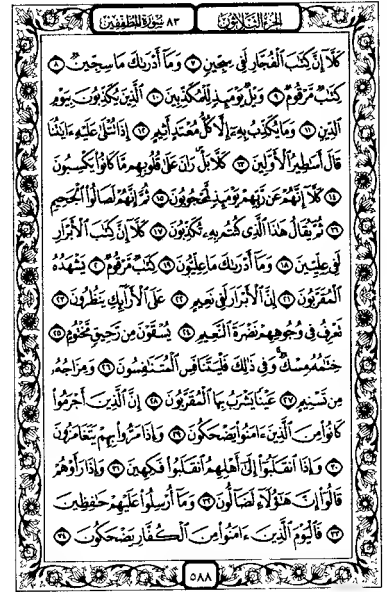 الجزء الثلاثون ٨٣ سورة المطففين
كَلَّآ إِنَّ كِتَٰبَ ٱلْفُجَّارِ لَفِى سِجِّينٍ ٧ وَمَآ أَدْرَىٰكَ مَا سِجِّينٌ ٨
كِتَٰبٌ مَّرْقُومٌ ٩ وَيْلٌ يَوْمَئِذٍ لِّلْمُكَذِّبِينَ ١٠ ٱلَّذِينَ يُكَذِّبُونَ بِيَوْمِ
ٱلدِّينِ ١١ وَمَا يُكَذِّبُ بِهِۦٓ إِلَّا كُلُّ مُعْتَدٍ أَثِيمٍ ١٢ إِذَا تُتْلَىٰ عَلَيْهِ ءَايَٰتُنَا
قَالَ أَسَٰطِيرُ ٱلْأَوَّلِينَ ١٣ كَلَّا بَلْ رَانَ عَلَىٰ قُلُوبِهِم مَّا كَانُوا۟ يَكْسِبُونَ
١٤ كَلَّآ إِنَّهُمْ عَن رَّبِّهِمْ يَوْمَئِذٍ لَّمَحْجُوبُونَ ١٥ ثُمَّ إِنَّهُمْ لَصَالُوا۟ ٱلْجَحِيمِ
١٦ ثُمَّ يُقَالُ هَٰذَا ٱلَّذِى كُنتُم بِهِۦ تُكَذِّبُونَ ١٧ كَلَّآ إِنَّ كِتَٰبَ ٱلْأَبْرَارِ
لَفِى عِلِّيِّينَ ١٨ وَمَآ أَدْرَىٰكَ مَا عِلِّيُّونَ ١٩ كِتَٰبٌ مَّرْقُومٌ ٢٠ يَشْهَدُهُ
ٱلْمُقَرَّبُونَ ٢١ إِنَّ ٱلْأَبْرَارَ لَفِى نَعِيمٍ ٢٢ عَلَى ٱلْأَرَآئِكِ يَنظُرُونَ ٢٣
تَعْرِفُ فِى وُجُوهِهِمْ نَضْرَةَ ٱلنَّعِيمِ ٢٤ يُسْقَوْنَ مِن رَّحِيقٍ مَّخْتُومٍ ٢٥
خِتَٰمُهُۥ مِسْكٌ وَفِى ذَٰلِكَ فَلْيَتَنَافَسِ ٱلْمُتَنَٰفِسُونَ ٢٦ وَمِزَاجُهُۥ
مِن تَسْنِيمٍ ٢٧ عَيْنًا يَشْرَبُ بِهَا ٱلْمُقَرَّبُونَ ٢٨ إِنَّ ٱلَّذِينَ أَجْرَمُوا۟
كَانُوا۟ مِنَ ٱلَّذِينَ ءَامَنُوا۟ يَضْحَكُونَ ٢٩ وَإِذَا مَرُّوا۟ بِهِمْ يَتَغَامَزُونَ
٣٠ وَإِذَا ٱنقَلَبُوٓا۟ إِلَىٰٓ أَهْلِهِمُ ٱنقَلَبُوا۟ فَكِهِينَ ٣١ وَإِذَا رَأَوْهُمْ
قَالُوٓا۟ إِنَّ هَٰٓؤُلَآءِ لَضَآلُّونَ ٣٢ وَمَآ أُرْسِلُوا۟ عَلَيْهِمْ حَٰفِظِينَ
٣٣ فَٱلْيَوْمَ ٱلَّذِينَ ءَامَنُوا۟ مِنَ ٱلْكُفَّارِ يَضْحَكُونَ ٣٤
٥٨٨